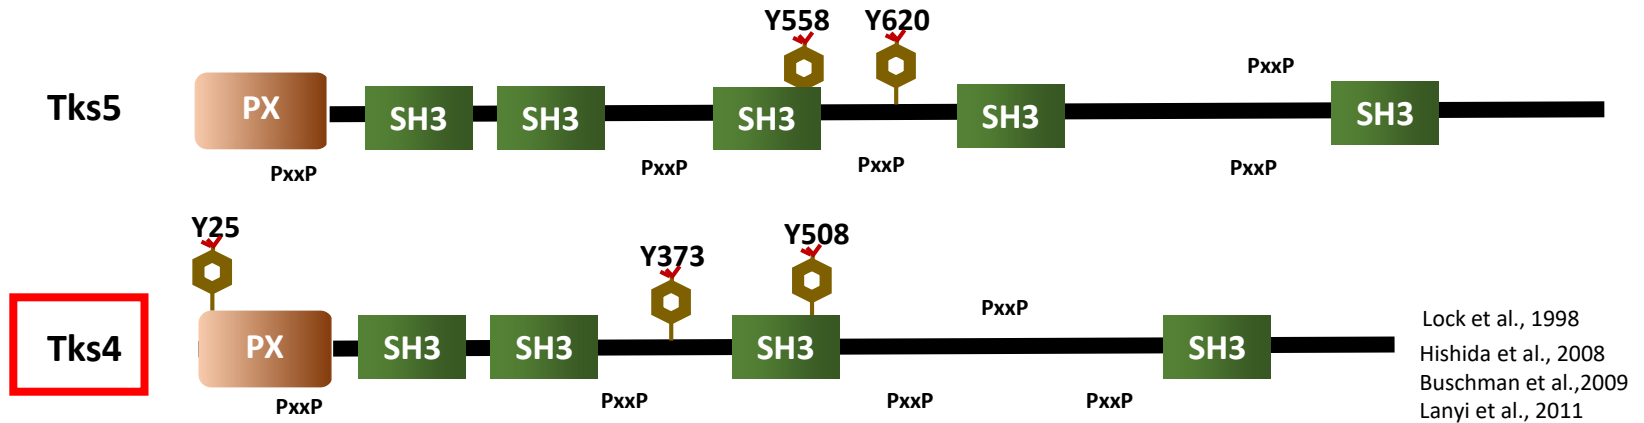 Y558 Y620
PxxP
Tks5 PX SH3 SH3 SH3 SH3 SH3
PxxP PxxP PxxP PxxP
Y25 Y373 Y508
PxxP
Tks4 PX SH3 SH3 SH3 SH3
PxxP PxxP PxxP PxxP
Lock et al., 1998
Hishida et al., 2008
Buschman et al.,2009
Lanyi et al., 2011